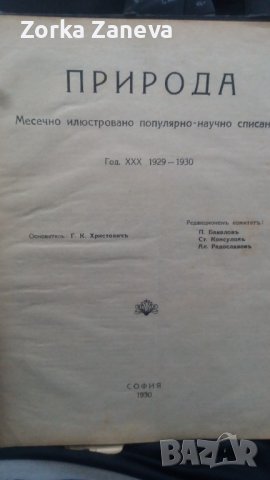 Zorka Zaneva
ПРИРОДА
Месечно илюстровано популярно-научно списан
Год. XXX 1929 — 1930
Основатель Г. К. Христовичъ
Редакционенъ комитетъ:
П. Бакаловъ
Ст. Консуловъ
Ал. Радославовъ
СОФИЯ
1930
BAZAR